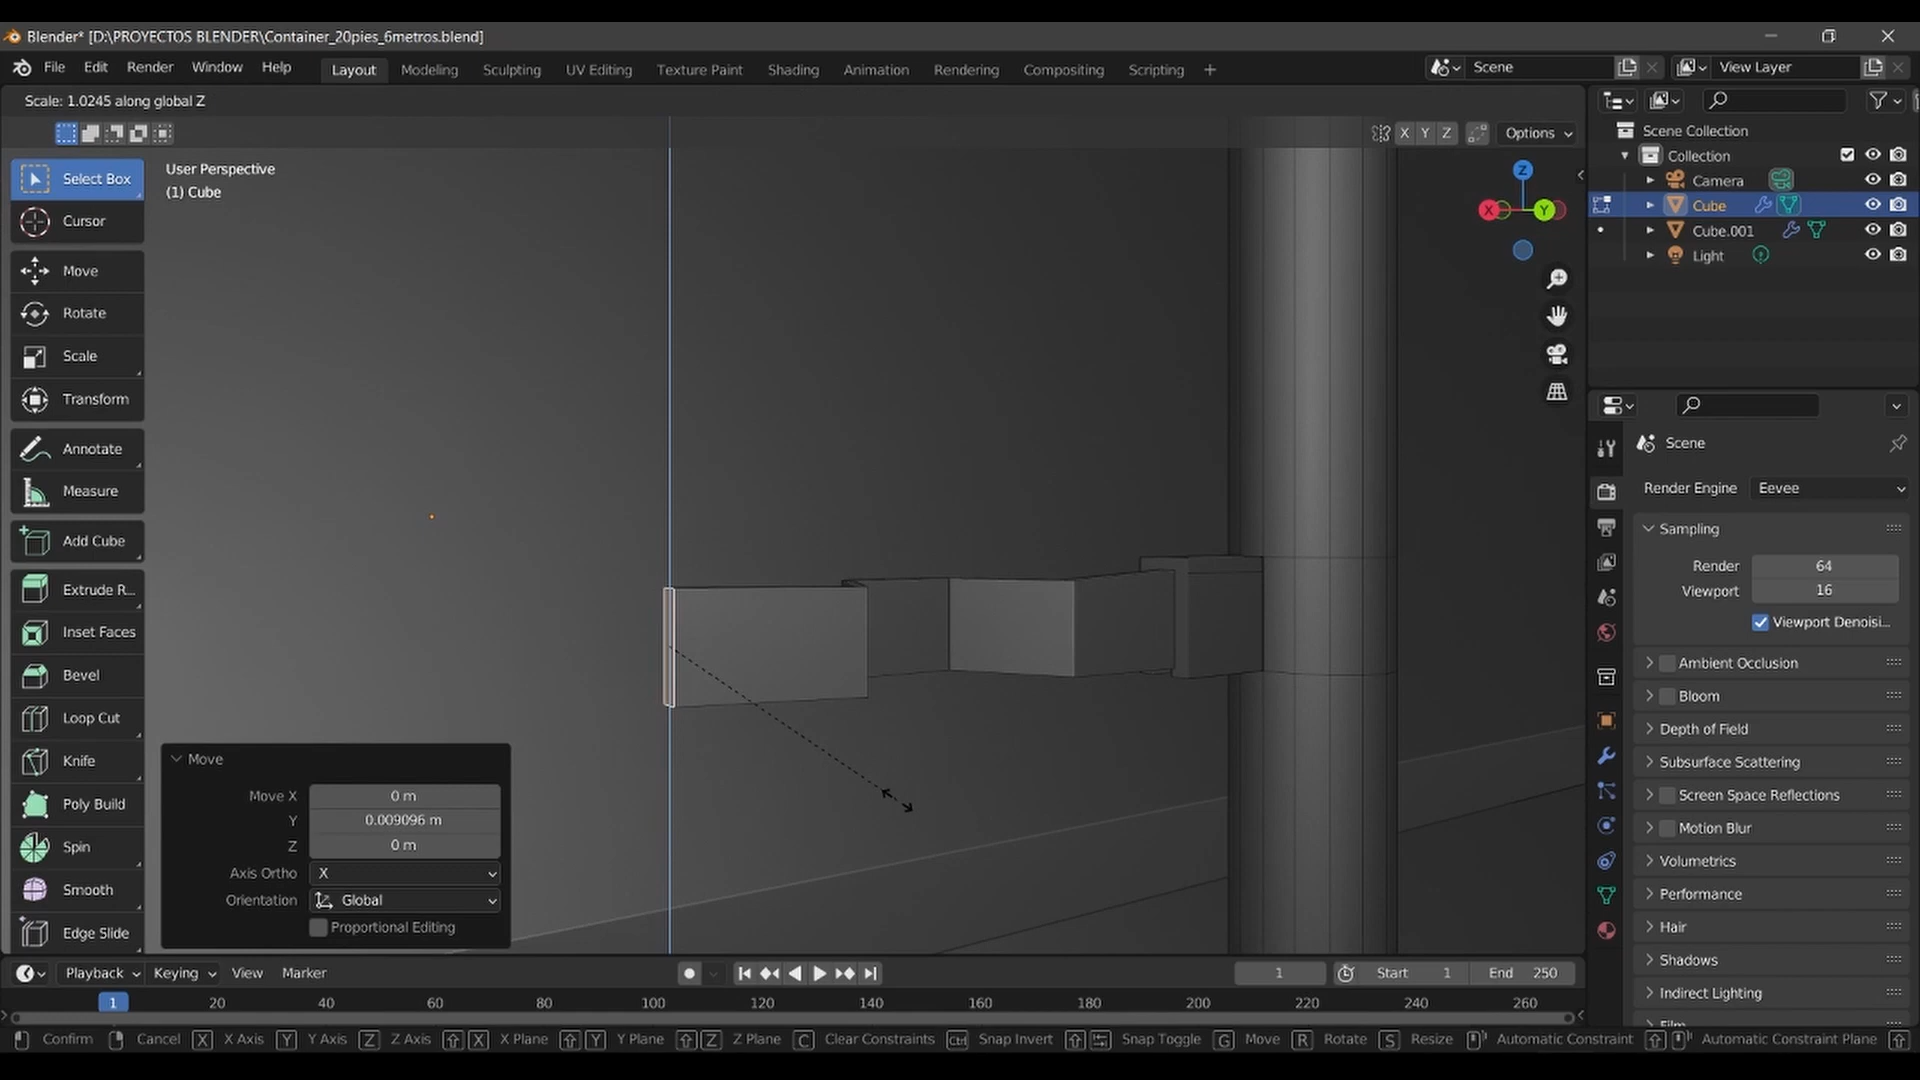 Blender* [D:\PROYECTOS BLENDER\Container_20pies_6metros.blend]
File Edit Render Window Help Layout Modeling Sculpting UV Editing Texture Paint Shading Animation Rendering Compositing Scripting + Scene View Layer
Scale: 1.0245 along global Z
X Y Z Options
Scene Collection
Collection
Camera
Cube
Cube.001
Light
User Perspective
(1) Cube
Z
X Y
Select Box
Cursor
Move
Rotate
Scale
Transform
Annotate
Measure
Add Cube
Extrude R...
Inset Faces
Bevel
Loop Cut
Knife
Poly Build
Spin
Smooth
Edge Slide
Move
Move X 0 m
Y 0.009096 m
Z 0 m
Axis Ortho X
Orientation Global
Proportional Editing
Scene
Render Engine Eevee
Sampling
Render 64
Viewport 16
Viewport Denoisi...
Ambient Occlusion
Bloom
Depth of Field
Subsurface Scattering
Screen Space Reflections
Motion Blur
Volumetrics
Performance
Hair
Shadows
Indirect Lighting
Film
Playback Keying View Marker 1 Start 1 End 250
1 20 40 60 80 100 120 140 160 180 200 220 240 260
Confirm Cancel X X Axis Y Y Axis Z Z Axis X X Plane Y Y Plane Z Z Plane C Clear Constraints Ctrl Snap Invert Snap Toggle G Move R Rotate S Resize Automatic Constraint Automatic Constraint Plane